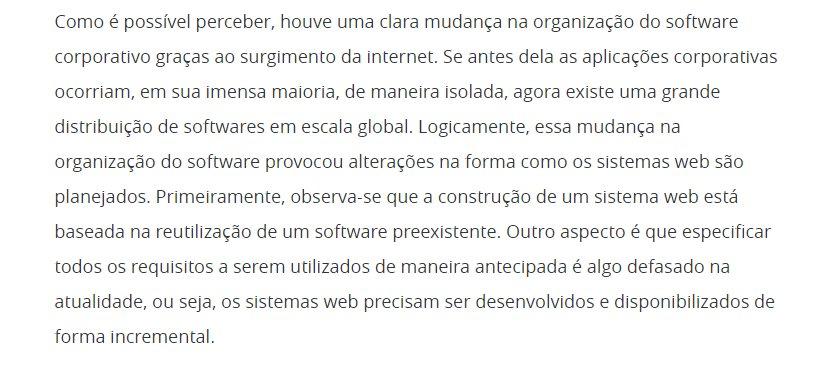 Como é possível perceber, houve uma clara mudança na organização do software
corporativo graças ao surgimento da internet. Se antes dela as aplicações corporativas
ocorriam, em sua imensa maioria, de maneira isolada, agora existe uma grande
distribuição de softwares em escala global. Logicamente, essa mudança na
organização do software provocou alterações na forma como os sistemas web são
planejados. Primeiramente, observa-se que a construção de um sistema web está
baseada na reutilização de um software preexistente. Outro aspecto é que especificar
todos os requisitos a serem utilizados de maneira antecipada é algo defasado na
atualidade, ou seja, os sistemas web precisam ser desenvolvidos e disponibilizados de
forma incremental.